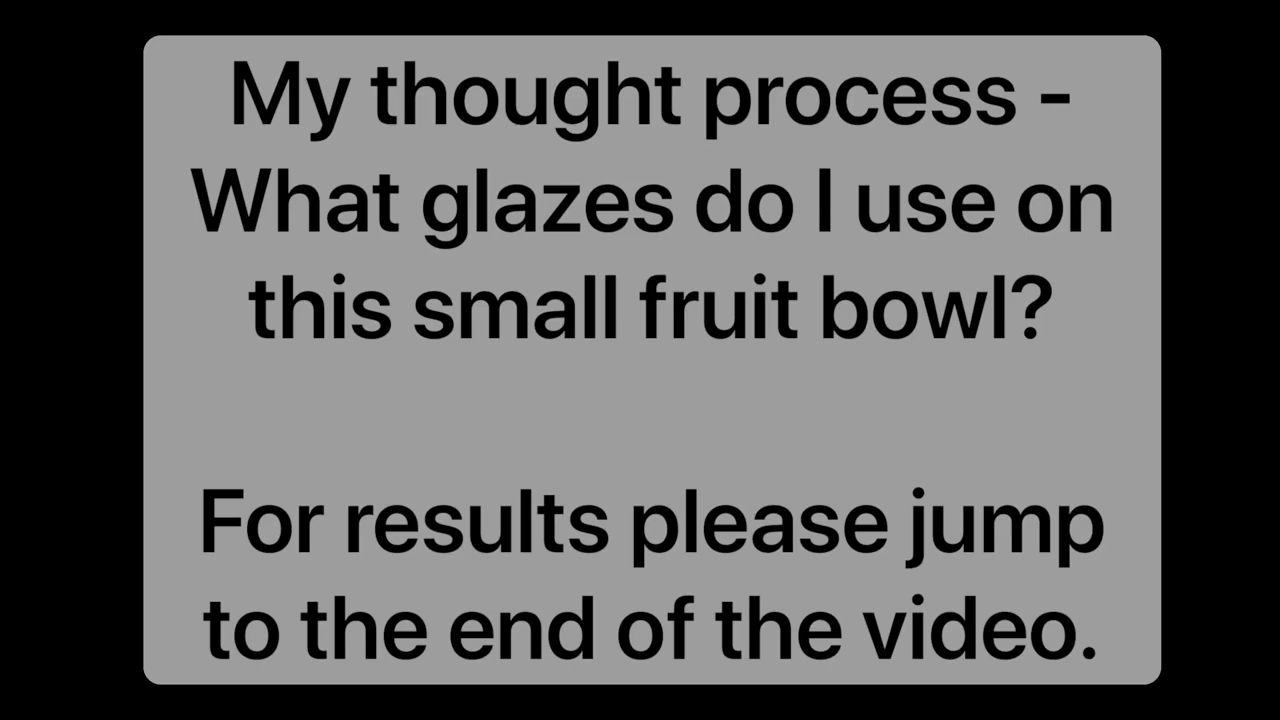 My thought process -
What glazes do I use on
this small fruit bowl?
For results please jump
to the end of the video.